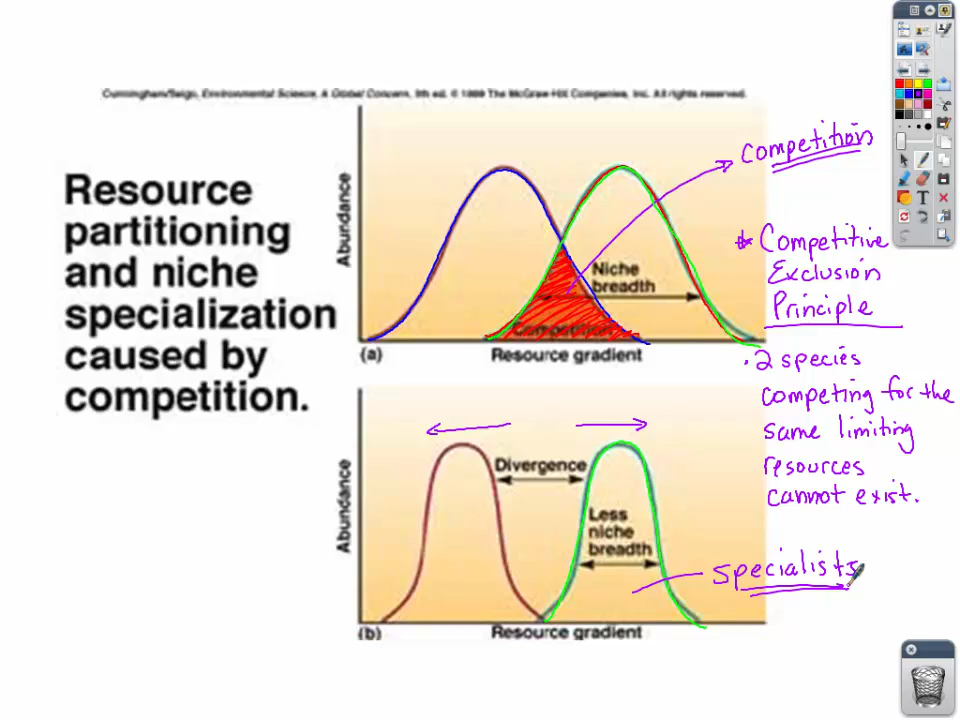 Cunningham/Saigo, Environmental Science, A Global Concern, 5th ed. © 1999 The McGraw-Hill Companies, Inc. All rights reserved.
Resource
partitioning
and niche
specialization
caused by
competition.
Abundance
Niche
breadth
Competition
(a)
Resource gradient
Competition
* Competitive
Exclusion
Principle
· 2 species
competing for the
same limiting
resources
cannot exist.
Abundance
Divergence
Less
niche
breadth
(b)
Resource gradient
specialists
T